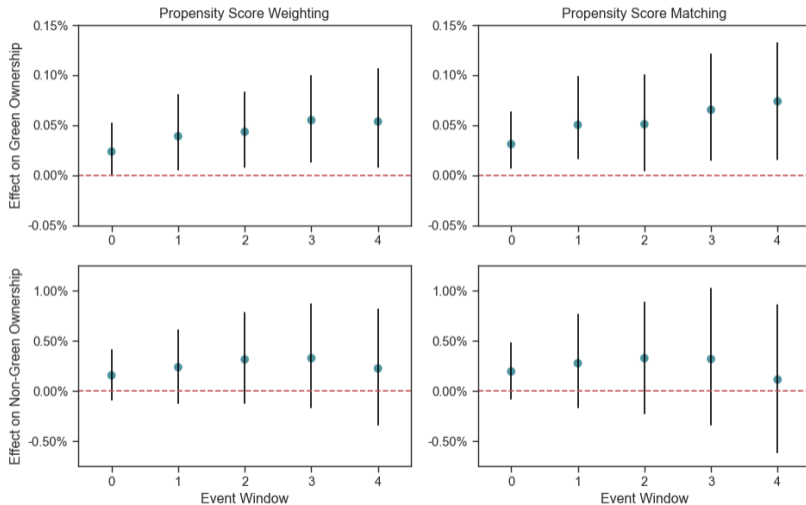 Propensity Score Weighting
Propensity Score Matching
Effect on Green Ownership
0.15%
0.10%
0.05%
0.00%
-0.05%
0 1 2 3 4
0.15%
0.10%
0.05%
0.00%
-0.05%
0 1 2 3 4
Effect on Non-Green Ownership
1.00%
0.50%
0.00%
-0.50%
0 1 2 3 4
Event Window
1.00%
0.50%
0.00%
-0.50%
0 1 2 3 4
Event Window